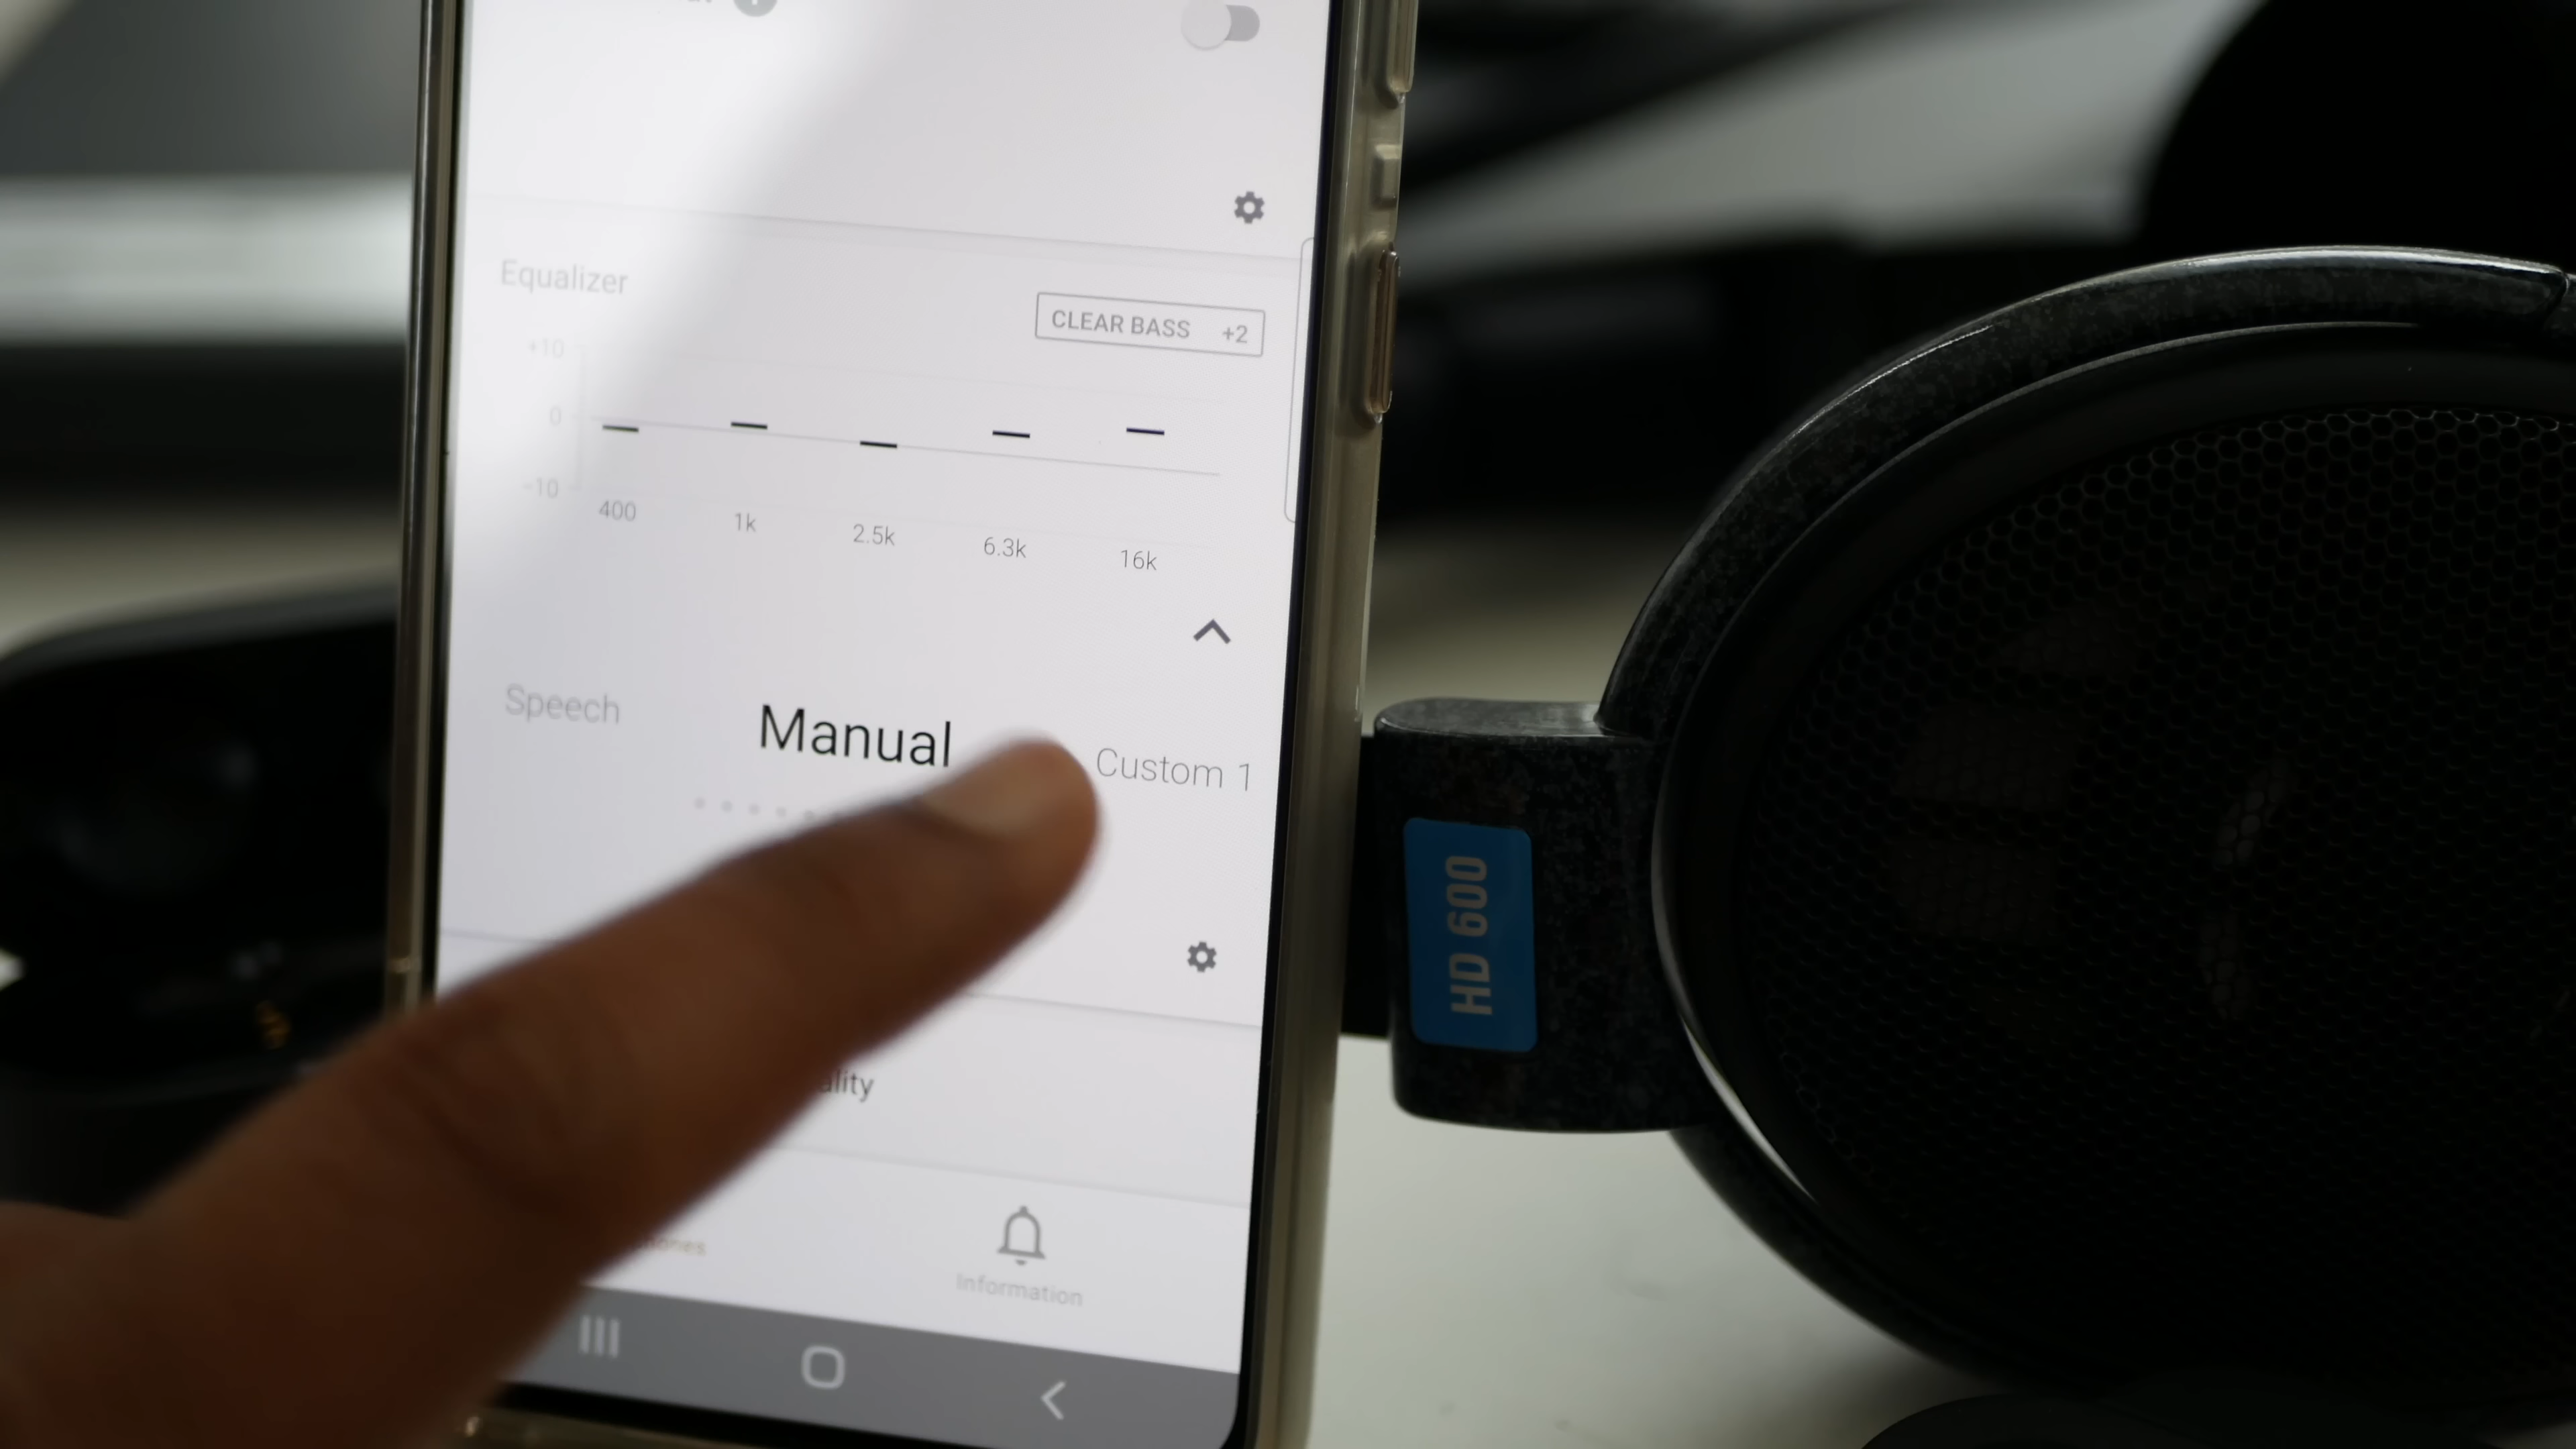 Equalizer
CLEAR BASS +2
+10
0
-10
400 1k 2.5k 6.3k 16k
Speech Manual Custom 1
HD 600
Information